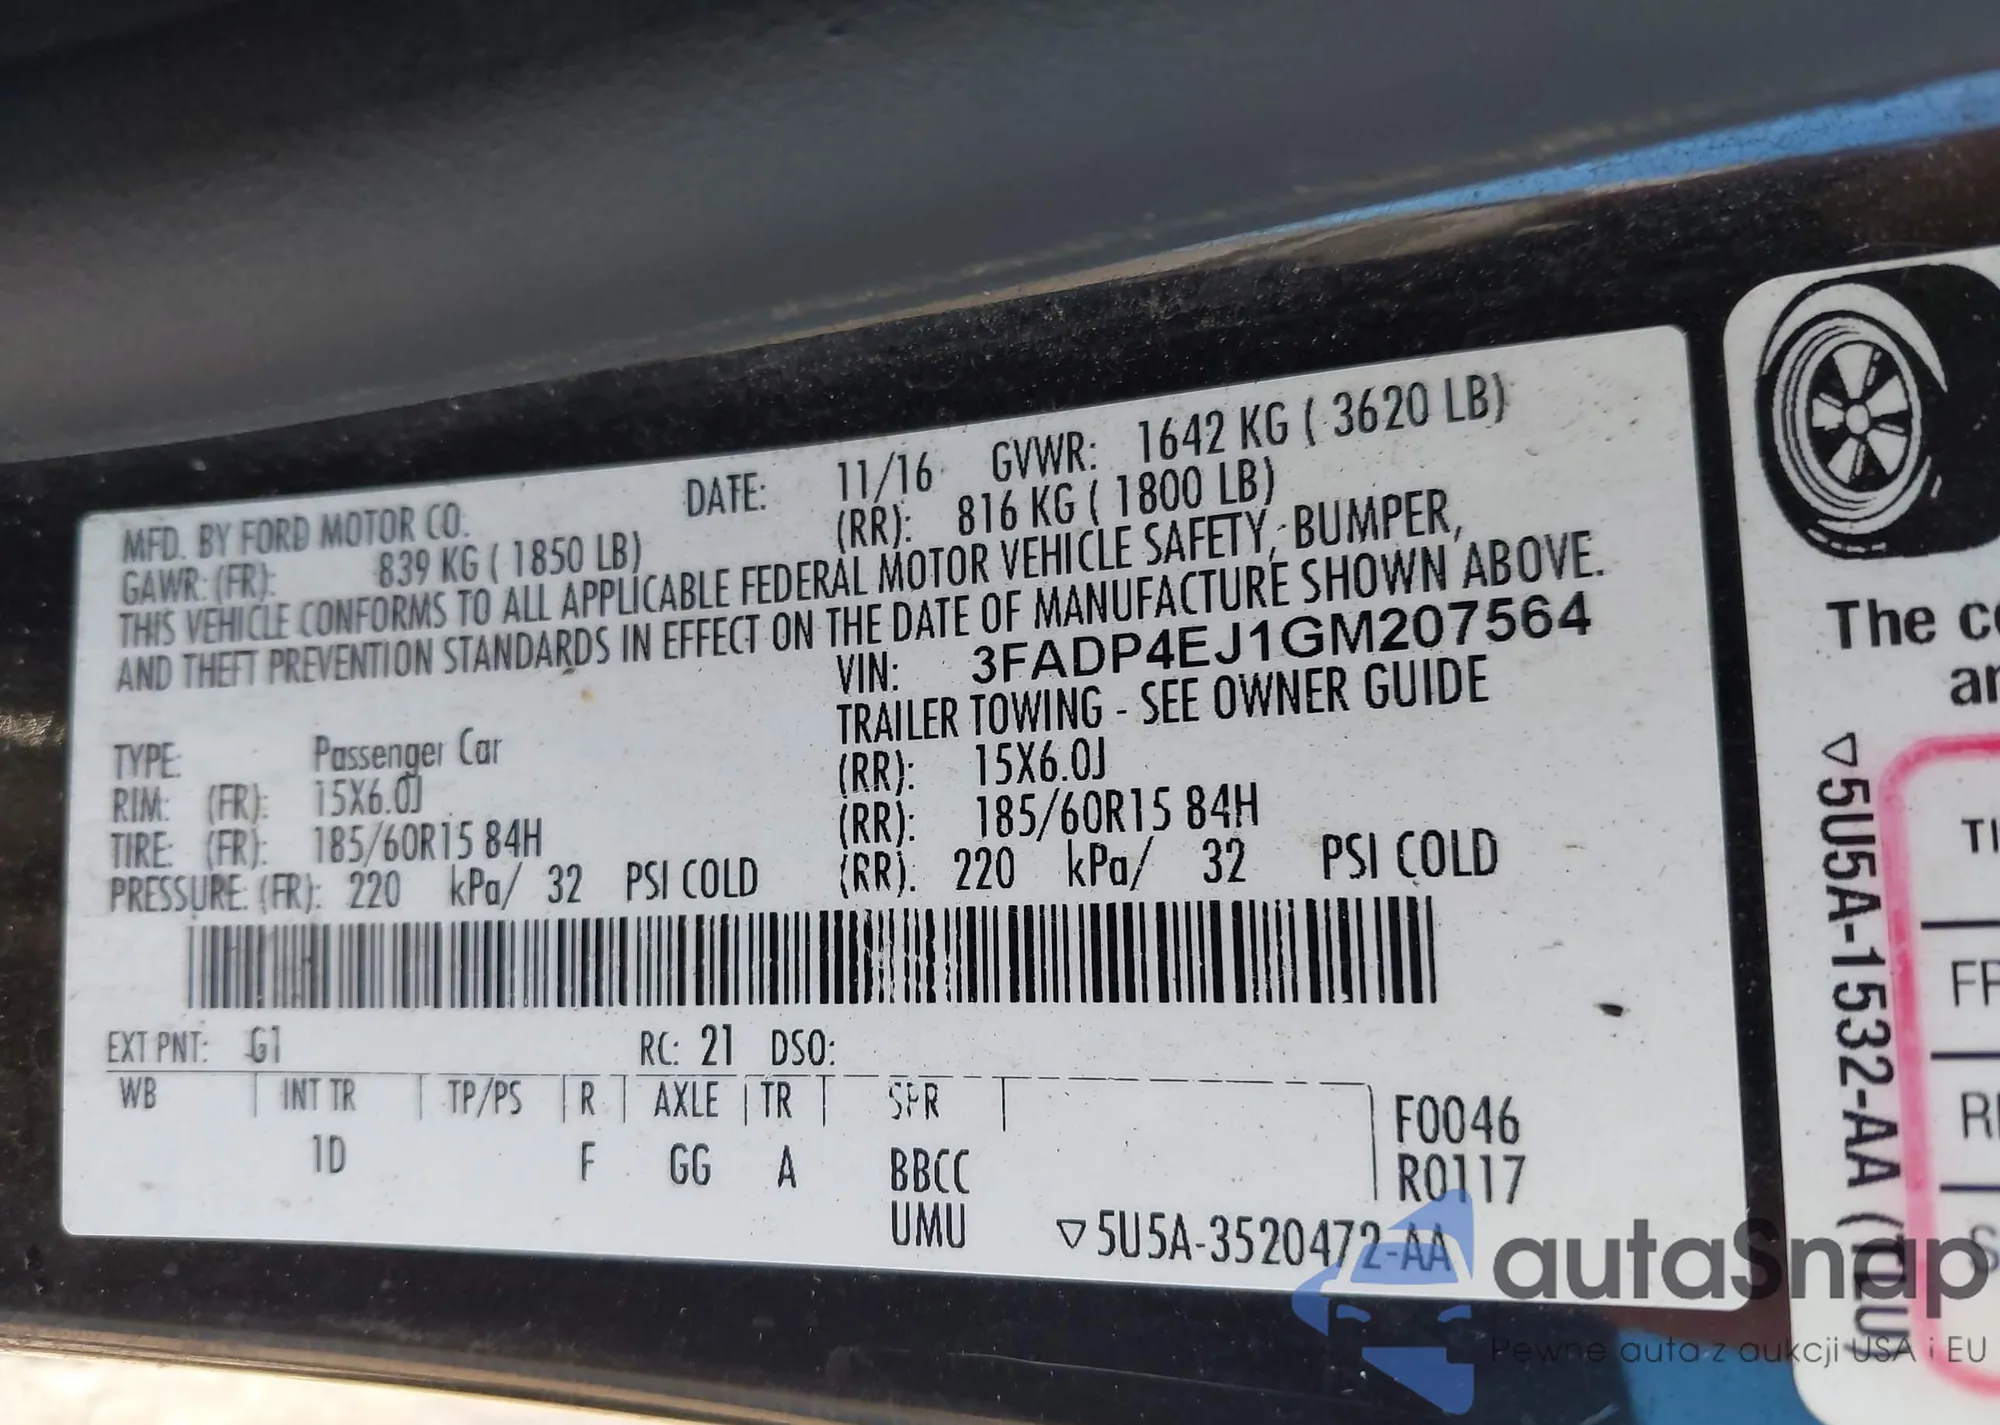 MFD. BY FORD MOTOR CO. DATE: 11/16 GVWR: 1642 KG ( 3620 LB)
GAWR: (FR): 839 KG ( 1850 LB) (RR): 816 KG ( 1800 LB)
THIS VEHICLE CONFORMS TO ALL APPLICABLE FEDERAL MOTOR VEHICLE SAFETY, BUMPER,
AND THEFT PREVENTION STANDARDS IN EFFECT ON THE DATE OF MANUFACTURE SHOWN ABOVE.
VIN: 3FADP4EJ1GM207564
TRAILER TOWING - SEE OWNER GUIDE
TYPE: Passenger Car
RIM: (FR): 15X6.0J (RR): 15X6.0J
TIRE: (FR): 185/60R15 84H (RR): 185/60R15 84H
PRESSURE: (FR): 220 kPa/ 32 PSI COLD (RR): 220 kPa/ 32 PSI COLD
EXT PNT: G1 RC: 21 DSO:
WB INT TR TP/PS R AXLE TR SPR
1D F GG A BBCC
UMU
F0046
R0117
▽5U5A-3520472-AA
The
▽5U5A-1532-AA
autaSnap
Pewne auta z aukcji USA i EU